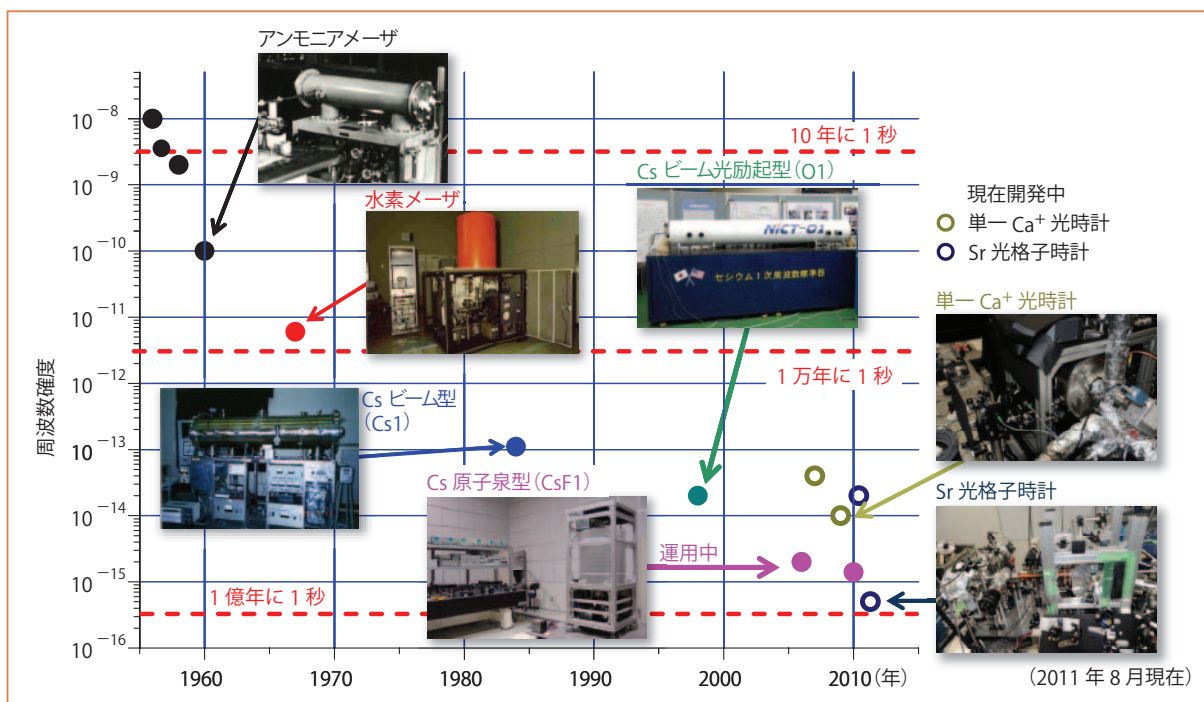 アンモニアメーザ
10⁻⁸
10年に1秒
10⁻⁹
Cs ビーム光励起型(O1)
水素メーザ
現在開発中
単一 Ca⁺ 光時計
Sr 光格子時計
NiCT-O1
セシウム1次周波数標準器
10⁻¹⁰
単一 Ca⁺ 光時計
10⁻¹¹
1万年に1秒
10⁻¹²
Cs ビーム型
(Cs1)
周波数確度
10⁻¹³
Cs 原子泉型(CsF1)
Sr 光格子時計
10⁻¹⁴
運用中
10⁻¹⁵
1億年に1秒
10⁻¹⁶
1960 1970 1980 1990 2000 2010(年)
(2011年8月現在)